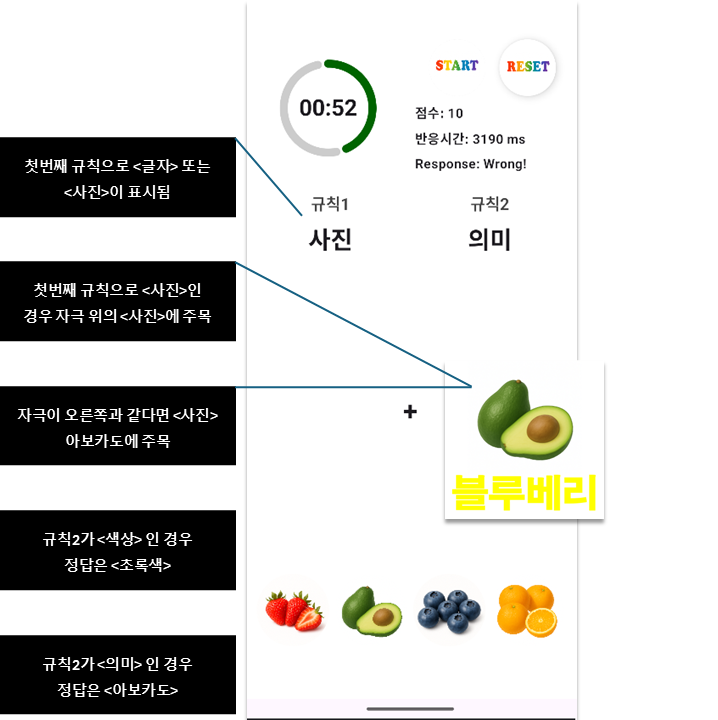 START
RESET
00:52
점수: 10
반응시간: 3190 ms
Response: Wrong!
첫번째 규칙으로 <글자> 또는
<사진>이 표시됨
규칙1
규칙2
사진
의미
첫번째 규칙으로 <사진>인
경우 자극 위의 <사진>에 주목
자극이 오른쪽과 같다면 <사진>
아보카도에 주목
+
블루베리
규칙2가 <색상> 인 경우
정답은 <초록색>
규칙2가 <의미> 인 경우
정답은 <아보카도>